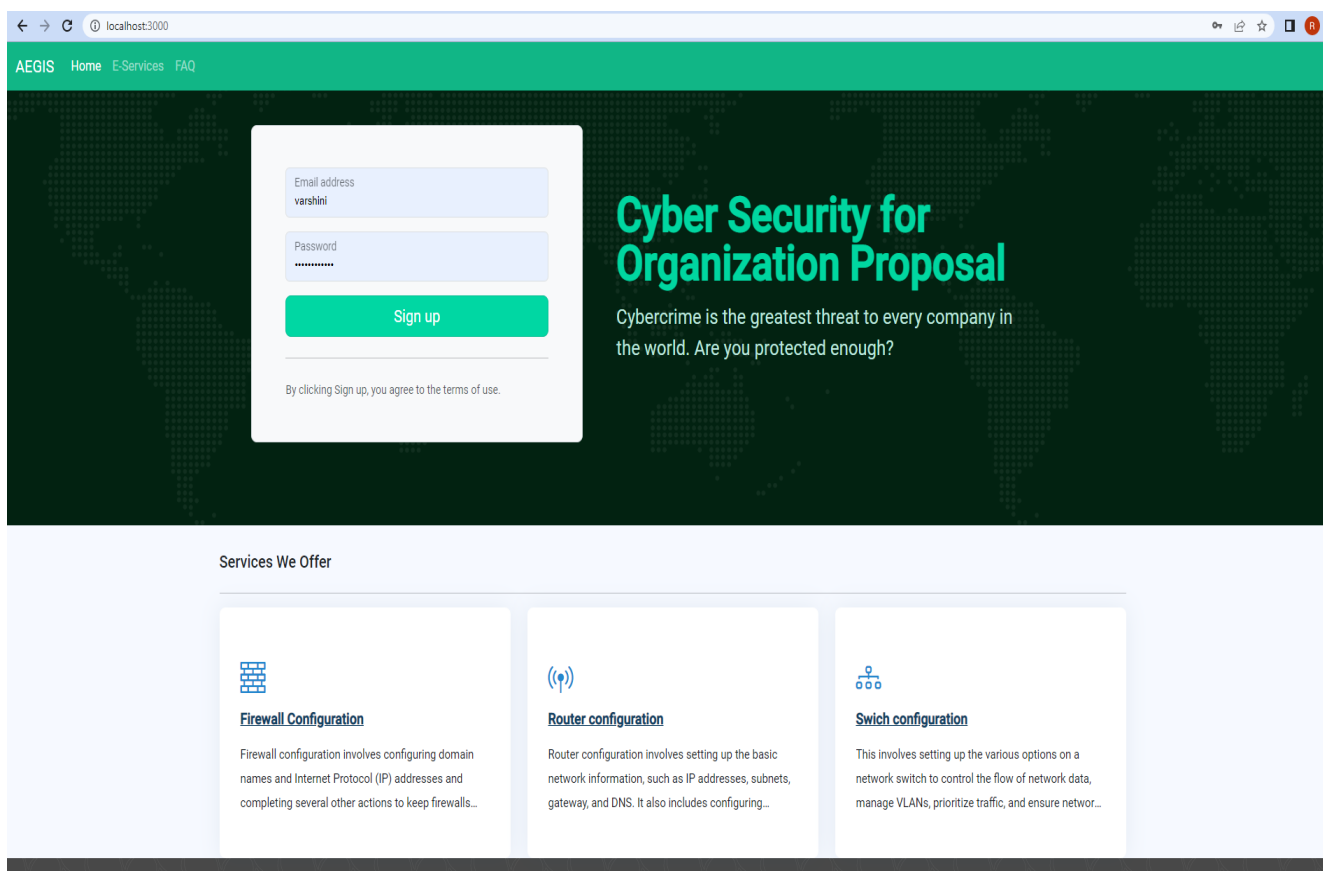 localhost:3000
R
AEGIS Home E-Services FAQ
Email address
varshini
Password
••••••••••••
Sign up
By clicking Sign up, you agree to the terms of use.
Cyber Security for
Organization Proposal
Cybercrime is the greatest threat to every company in
the world. Are you protected enough?
Services We Offer
Firewall Configuration
Firewall configuration involves configuring domain
names and Internet Protocol (IP) addresses and
completing several other actions to keep firewalls...
Router configuration
Router configuration involves setting up the basic
network information, such as IP addresses, subnets,
gateway, and DNS. It also includes configuring...
Swich configuration
This involves setting up the various options on a
network switch to control the flow of network data,
manage VLANs, prioritize traffic, and ensure networ...